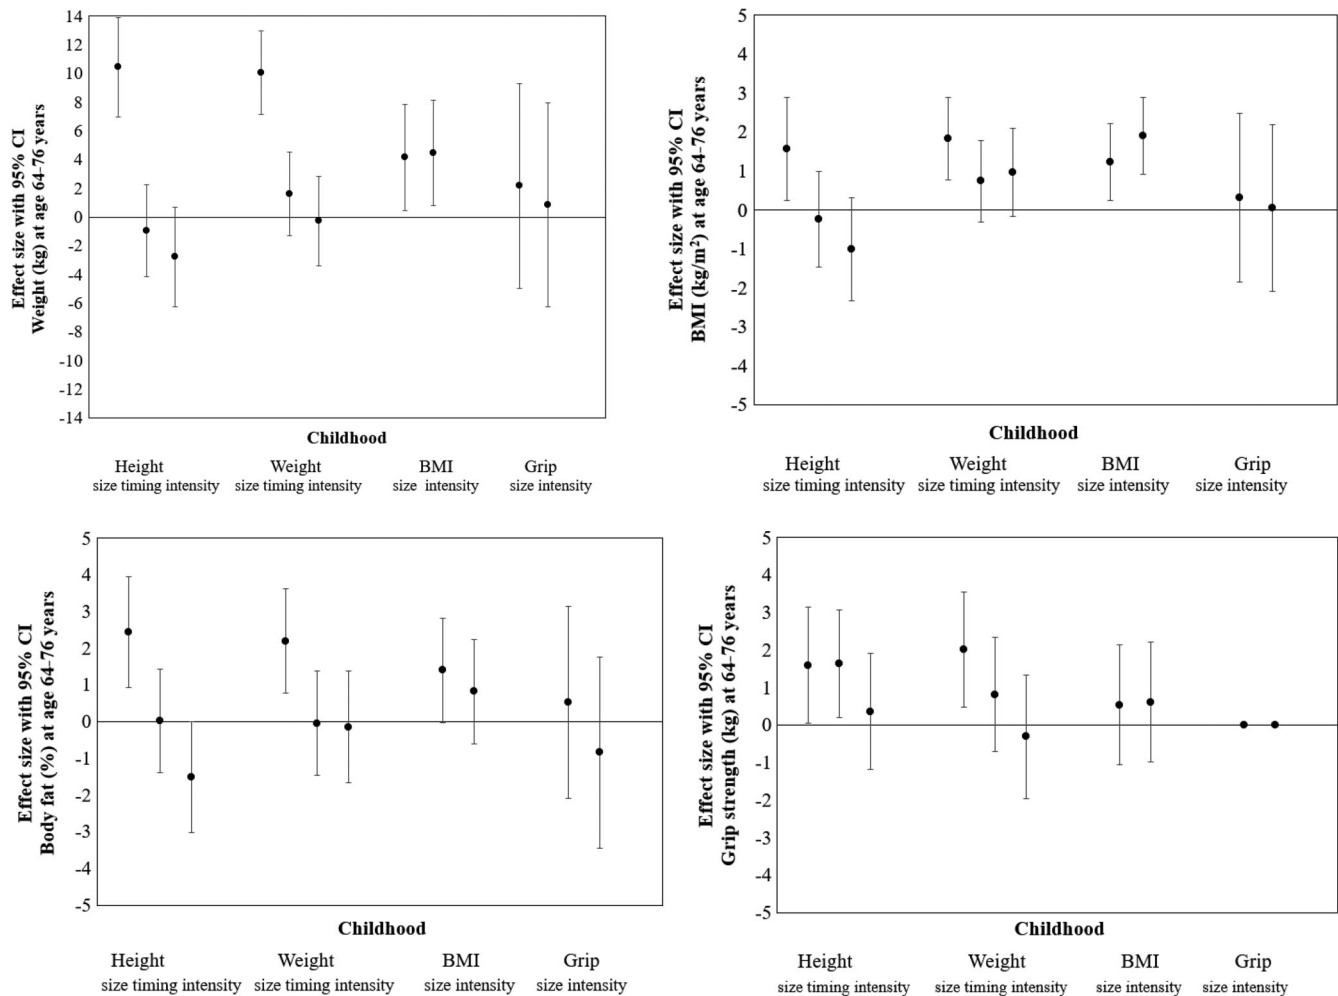 Effect size with 95% CI
Weight (kg) at age 64-76 years
14
12
10
8
6
4
2
0
-2
-4
-6
-8
-10
-12
-14
Childhood
Height
size timing intensity
Weight
size timing intensity
BMI
size intensity
Grip
size intensity
Effect size with 95% CI
BMI (kg/m²) at age 64-76 years
5
4
3
2
1
0
-1
-2
-3
-4
-5
Childhood
Height
size timing intensity
Weight
size timing intensity
BMI
size intensity
Grip
size intensity
Effect size with 95% CI
Body fat (%) at age 64-76 years
5
4
3
2
1
0
-1
-2
-3
-4
-5
Childhood
Height
size timing intensity
Weight
size timing intensity
BMI
size intensity
Grip
size intensity
Effect size with 95% CI
Grip strength (kg) at 64-76 years
5
4
3
2
1
0
-1
-2
-3
-4
-5
Childhood
Height
size timing intensity
Weight
size timing intensity
BMI
size intensity
Grip
size intensity